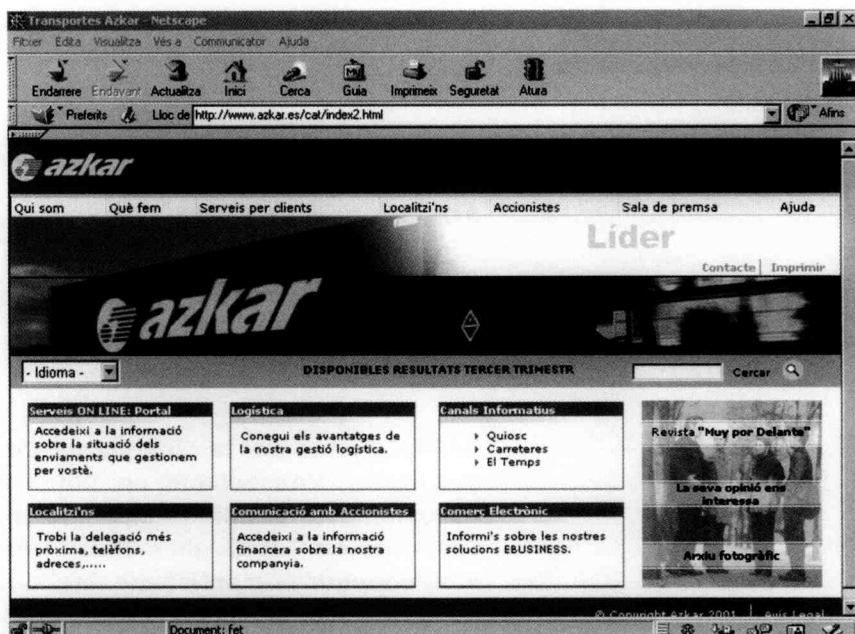 Transportes Azkar - Netscape
Fitxer Edita Visualitza Vés a Communicator Ajuda
Endarrere Endavant Actualitza Inici Cerca Guia Imprimeix Seguretat Atura
Preferits Lloc de http://www.azkar.es/cat/index2.html Afins
azkar
Qui som Què fem Serveis per clients Localitzi'ns Accionistes Sala de premsa Ajuda
Líder
Contacte Imprimir
azkar
- Idioma - DISPONIBLES RESULTATS TERCER TRIMESTR Cercar
Serveis ON LINE: Portal
Accedeixi a la informació
sobre la situació dels
enviaments que gestionem
per vostè.
Logística
Conegui els avantatges de
la nostra gestió logística.
Canals Informatius
Quiosc
Carreteres
El Temps
Revista "Muy por Delante"
La seva opinió ens
interessa
Arxiu fotogràfic
Localitzi'ns
Trobi la delegació més
pròxima, telèfons,
adreces,.....
Comunicació amb Accionistes
Accedeixi a la informació
financera sobre la nostra
companyia.
Comerç Electrònic
Informi's sobre les nostres
solucions EBUSINESS.
© Copyright Azkar 2001 | Avís Legal
Document: fet